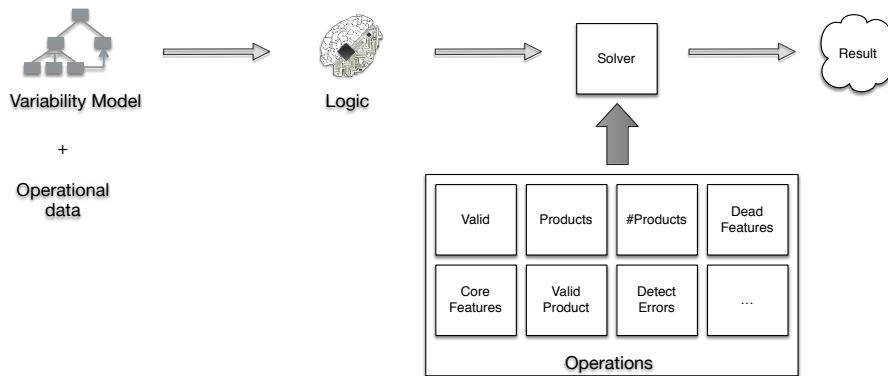 Variability Model
+
Operational
data
Logic
Solver
Result
Valid
Products
#Products
Dead
Features
Core
Features
Valid
Product
Detect
Errors
...
Operations